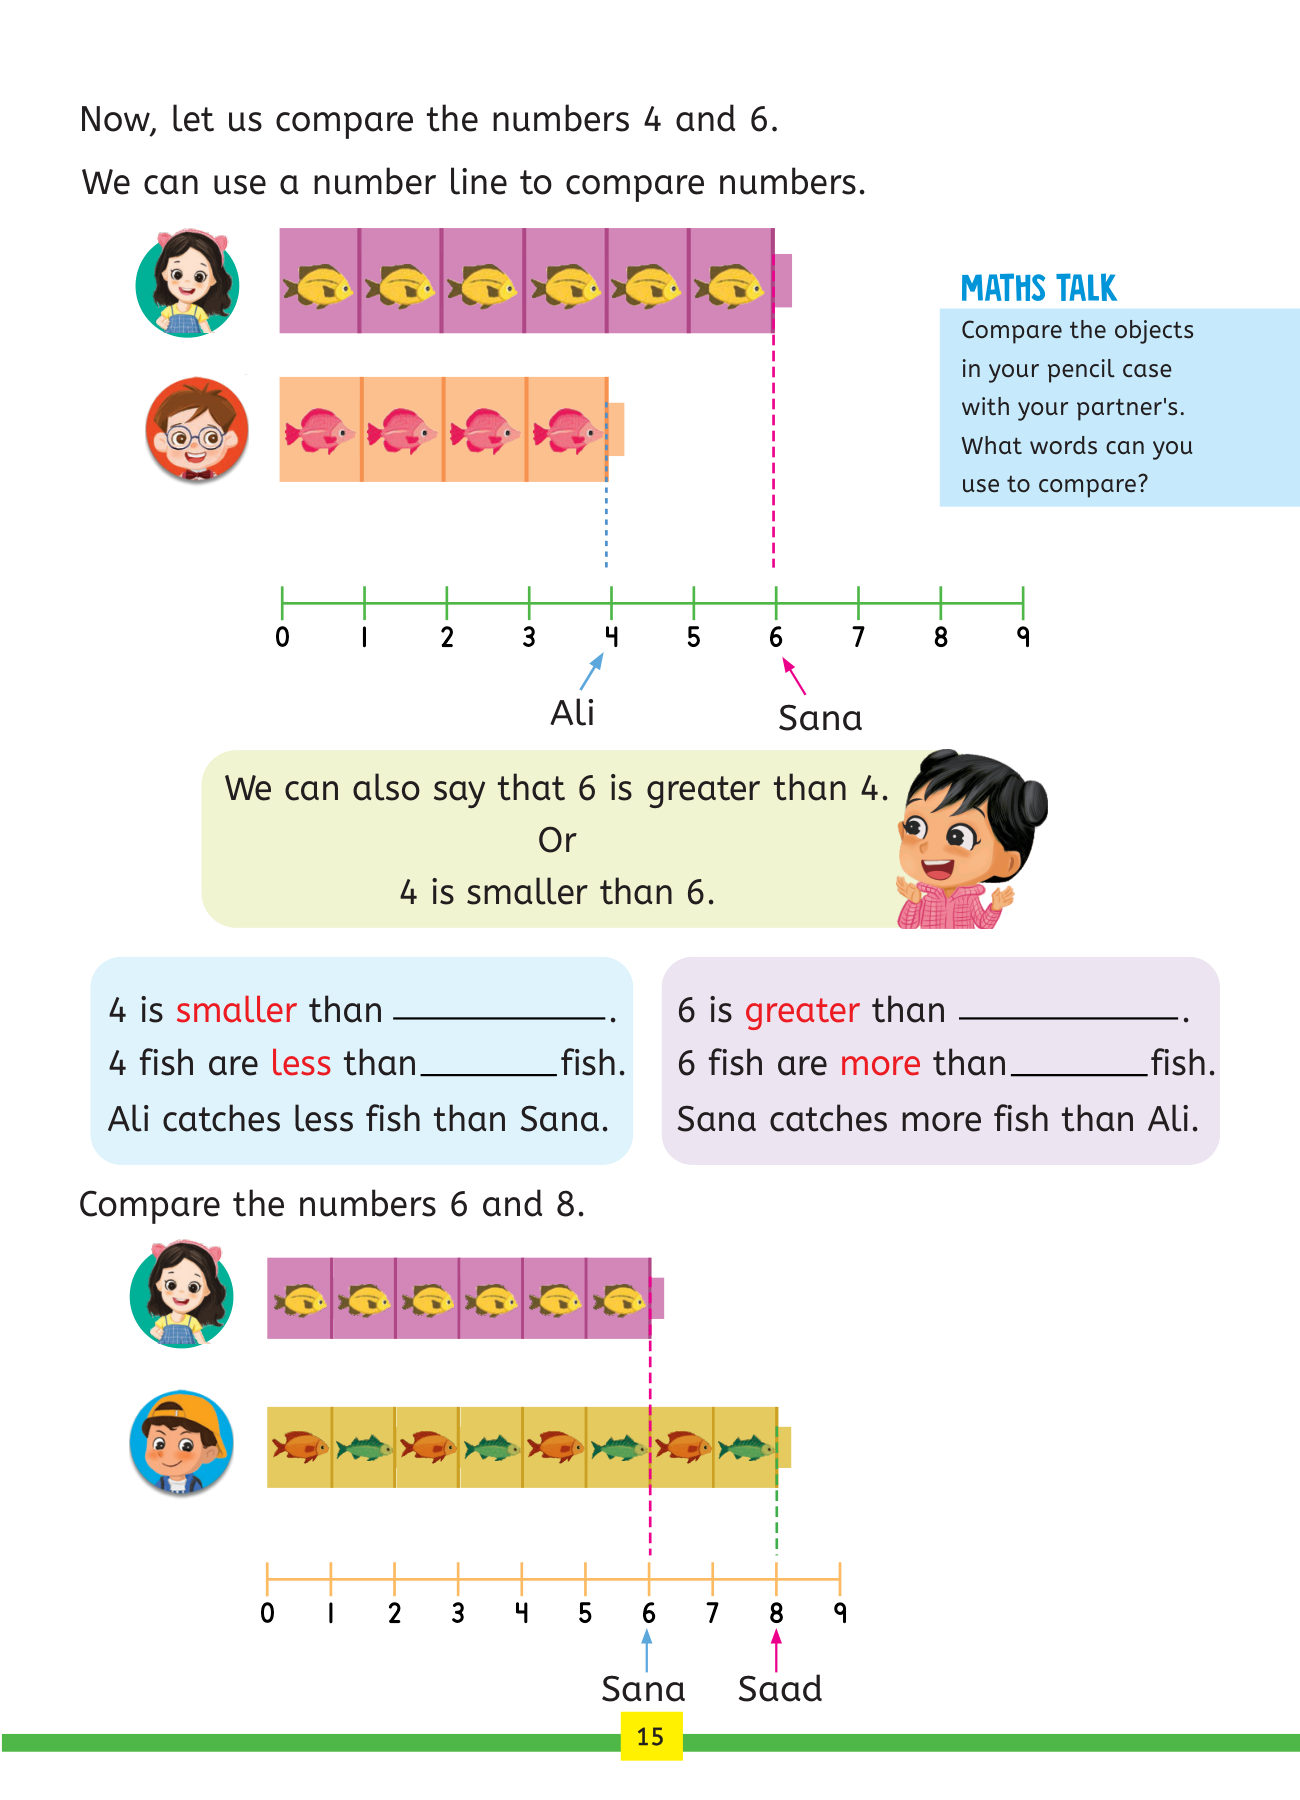 Now, let us compare the numbers 4 and 6.
We can use a number line to compare numbers.
MATHS TALK
Compare the objects
in your pencil case
with your partner's.
What words can you
use to compare?
0 1 2 3 4 5 6 7 8 9
Ali Sana
We can also say that 6 is greater than 4.
Or
4 is smaller than 6.
4 is smaller than ____________.
4 fish are less than________fish.
Ali catches less fish than Sana.
6 is greater than ____________.
6 fish are more than________fish.
Sana catches more fish than Ali.
Compare the numbers 6 and 8.
0 1 2 3 4 5 6 7 8 9
Sana Saad
15